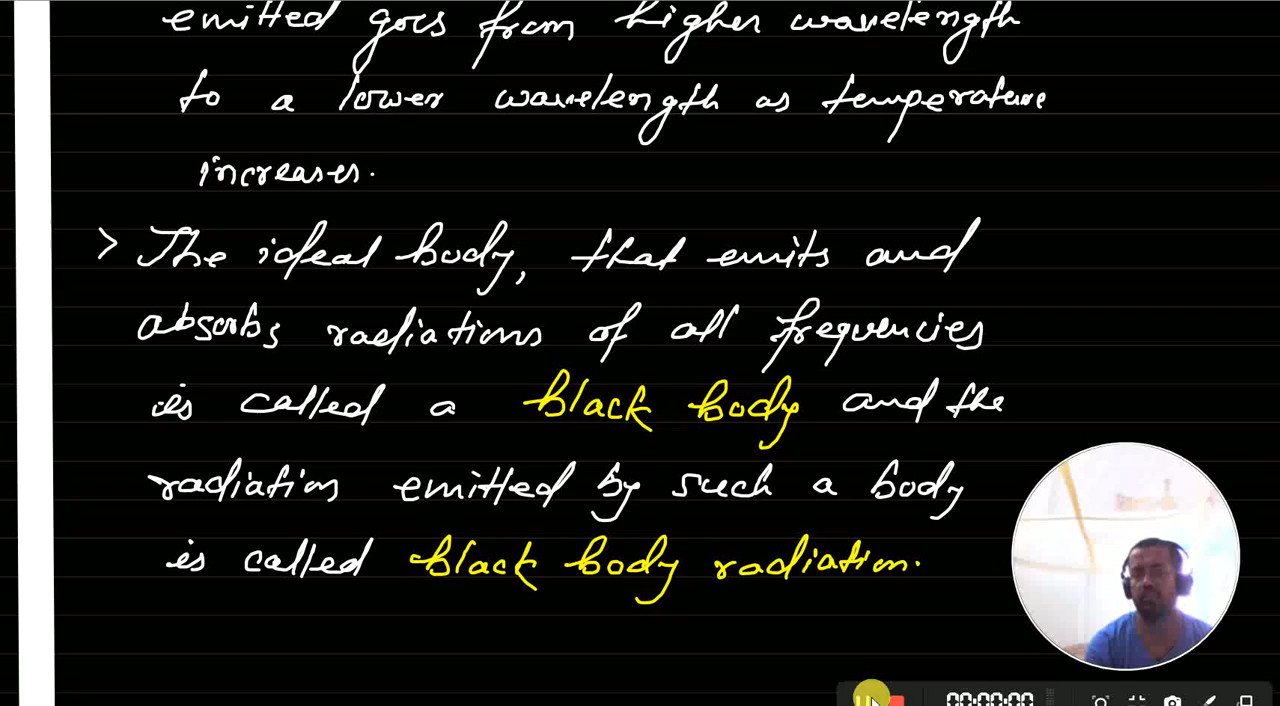 emitted goes from higher wavelength
to a lower wavelength as temperature
increases.
> The ideal body, that emits and
absorbs radiations of all frequencies
is called a black body and the
radiation emitted by such a body
is called black body radiation.
00:00:00